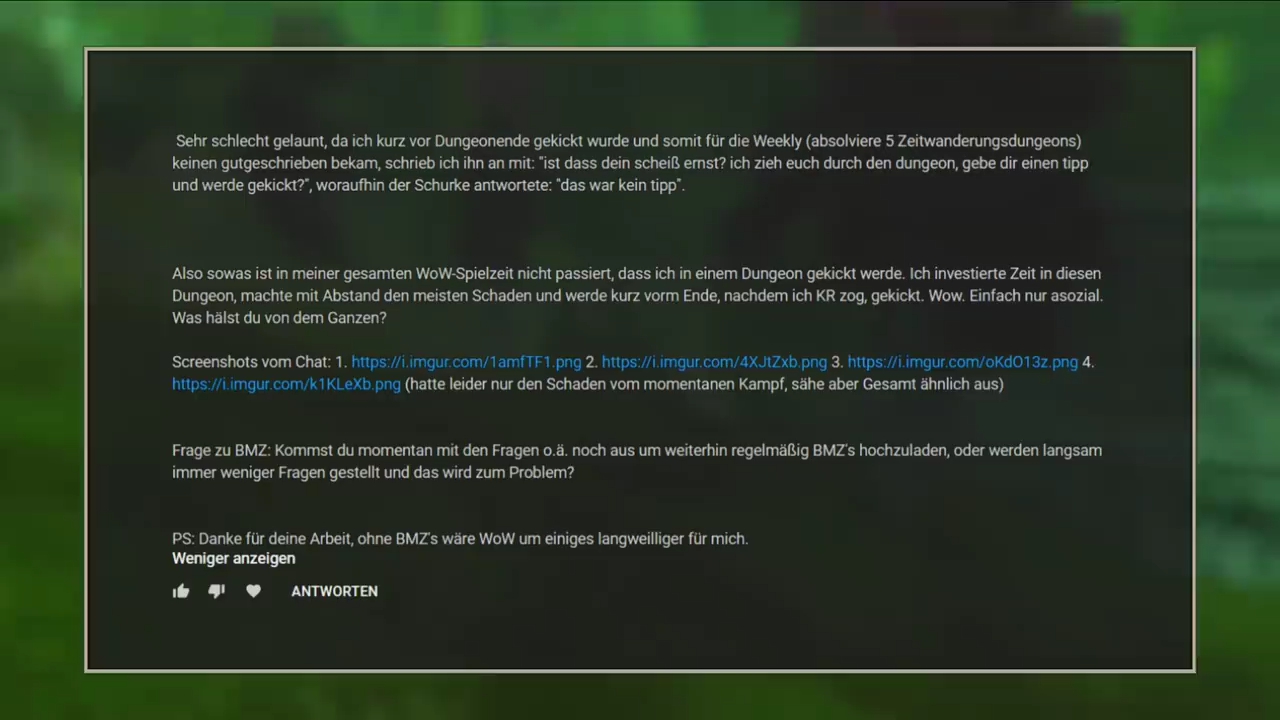 Sehr schlecht gelaunt, da ich kurz vor Dungeonende gekickt wurde und somit für die Weekly (absolviere 5 Zeitwanderungsdungeons)
keinen gutgeschrieben bekam, schrieb ich ihn an mit: "ist dass dein scheiß ernst? ich zieh euch durch den dungeon, gebe dir einen tipp
und werde gekickt?", woraufhin der Schurke antwortete: "das war kein tipp".
Also sowas ist in meiner gesamten WoW-Spielzeit nicht passiert, dass ich in einem Dungeon gekickt werde. Ich investierte Zeit in diesen
Dungeon, machte mit Abstand den meisten Schaden und werde kurz vorm Ende, nachdem ich KR zog, gekickt. Wow. Einfach nur asozial.
Was hälst du von dem Ganzen?
Screenshots vom Chat: 1. https://i.imgur.com/1amfTF1.png 2. https://i.imgur.com/4XJtZxb.png 3. https://i.imgur.com/oKdO13z.png 4.
https://i.imgur.com/k1KLeXb.png (hatte leider nur den Schaden vom momentanen Kampf, sähe aber Gesamt ähnlich aus)
Frage zu BMZ: Kommst du momentan mit den Fragen o.ä. noch aus um weiterhin regelmäßig BMZ's hochzuladen, oder werden langsam
immer weniger Fragen gestellt und das wird zum Problem?
PS: Danke für deine Arbeit, ohne BMZ's wäre WoW um einiges langweilliger für mich.
Weniger anzeigen
ANTWORTEN